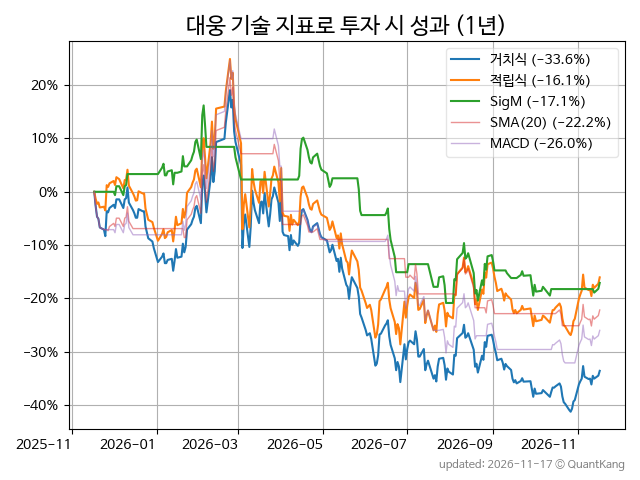 대웅 기술 지표로 투자 시 성과 (1년)
거치식 (−33.6%)
적립식 (−16.1%)
SigM (−17.1%)
SMA(20) (−22.2%)
MACD (−26.0%)
20%
10%
0%
−10%
−20%
−30%
−40%
2025-11
2026-01
2026-03
2026-05
2026-07
2026-09
2026-11
updated: 2026-11-17 © QuantKang